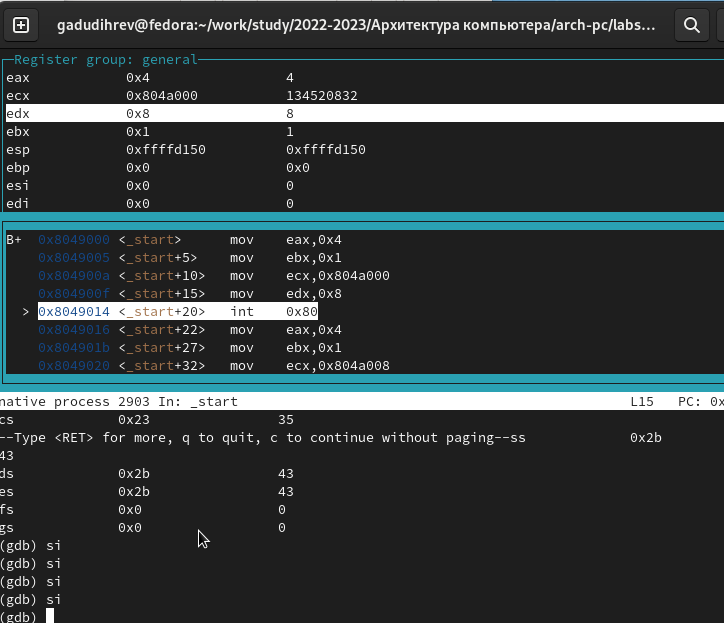 gadudihrev@fedora:~/work/study/2022-2023/Архитектура компьютера/arch-pc/labs...
Register group: general
eax 0x4 4
ecx 0x804a000 134520832
edx 0x8 8
ebx 0x1 1
esp 0xffffd150 0xffffd150
ebp 0x0 0x0
esi 0x0 0
edi 0x0 0
B+ 0x8049000 <_start> mov eax,0x4
0x8049005 <_start+5> mov ebx,0x1
0x804900a <_start+10> mov ecx,0x804a000
0x804900f <_start+15> mov edx,0x8
> 0x8049014 <_start+20> int 0x80
0x8049016 <_start+22> mov eax,0x4
0x804901b <_start+27> mov ebx,0x1
0x8049020 <_start+32> mov ecx,0x804a008
native process 2903 In: _start L15 PC: 0x
cs 0x23 35
--Type <RET> for more, q to quit, c to continue without paging--ss 0x2b
43
ds 0x2b 43
es 0x2b 43
fs 0x0 0
gs 0x0 0
(gdb) si
(gdb) si
(gdb) si
(gdb) si
(gdb)